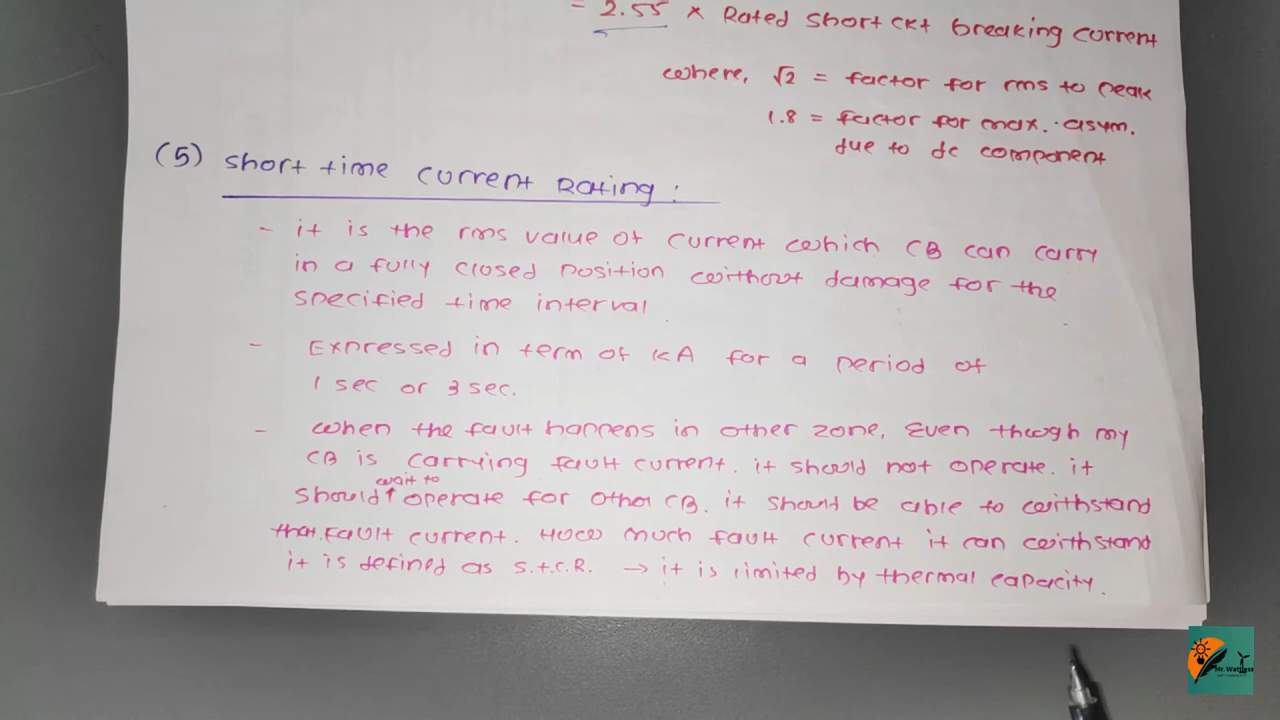 = 2.55 × Rated short ckt breaking current
where, √2 = factor for rms to peak
1.8 = factor for max. asym.
due to dc component
(5) short time current Rating:
- it is the rms value of current which CB can carry
in a fully closed position without damage for the
specified time interval
- Expressed in term of KA for a period of
1 sec or 3 sec.
- when the fault happens in other zone, Even though my
CB is carrying fault current. it should not operate. it
wait to
should ↑ operate for other CB. it should be able to withstand
that fault current. How much fault current it can withstand
it is defined as S.t.C.R. → it is limited by thermal capacity.
Mr. Wattless